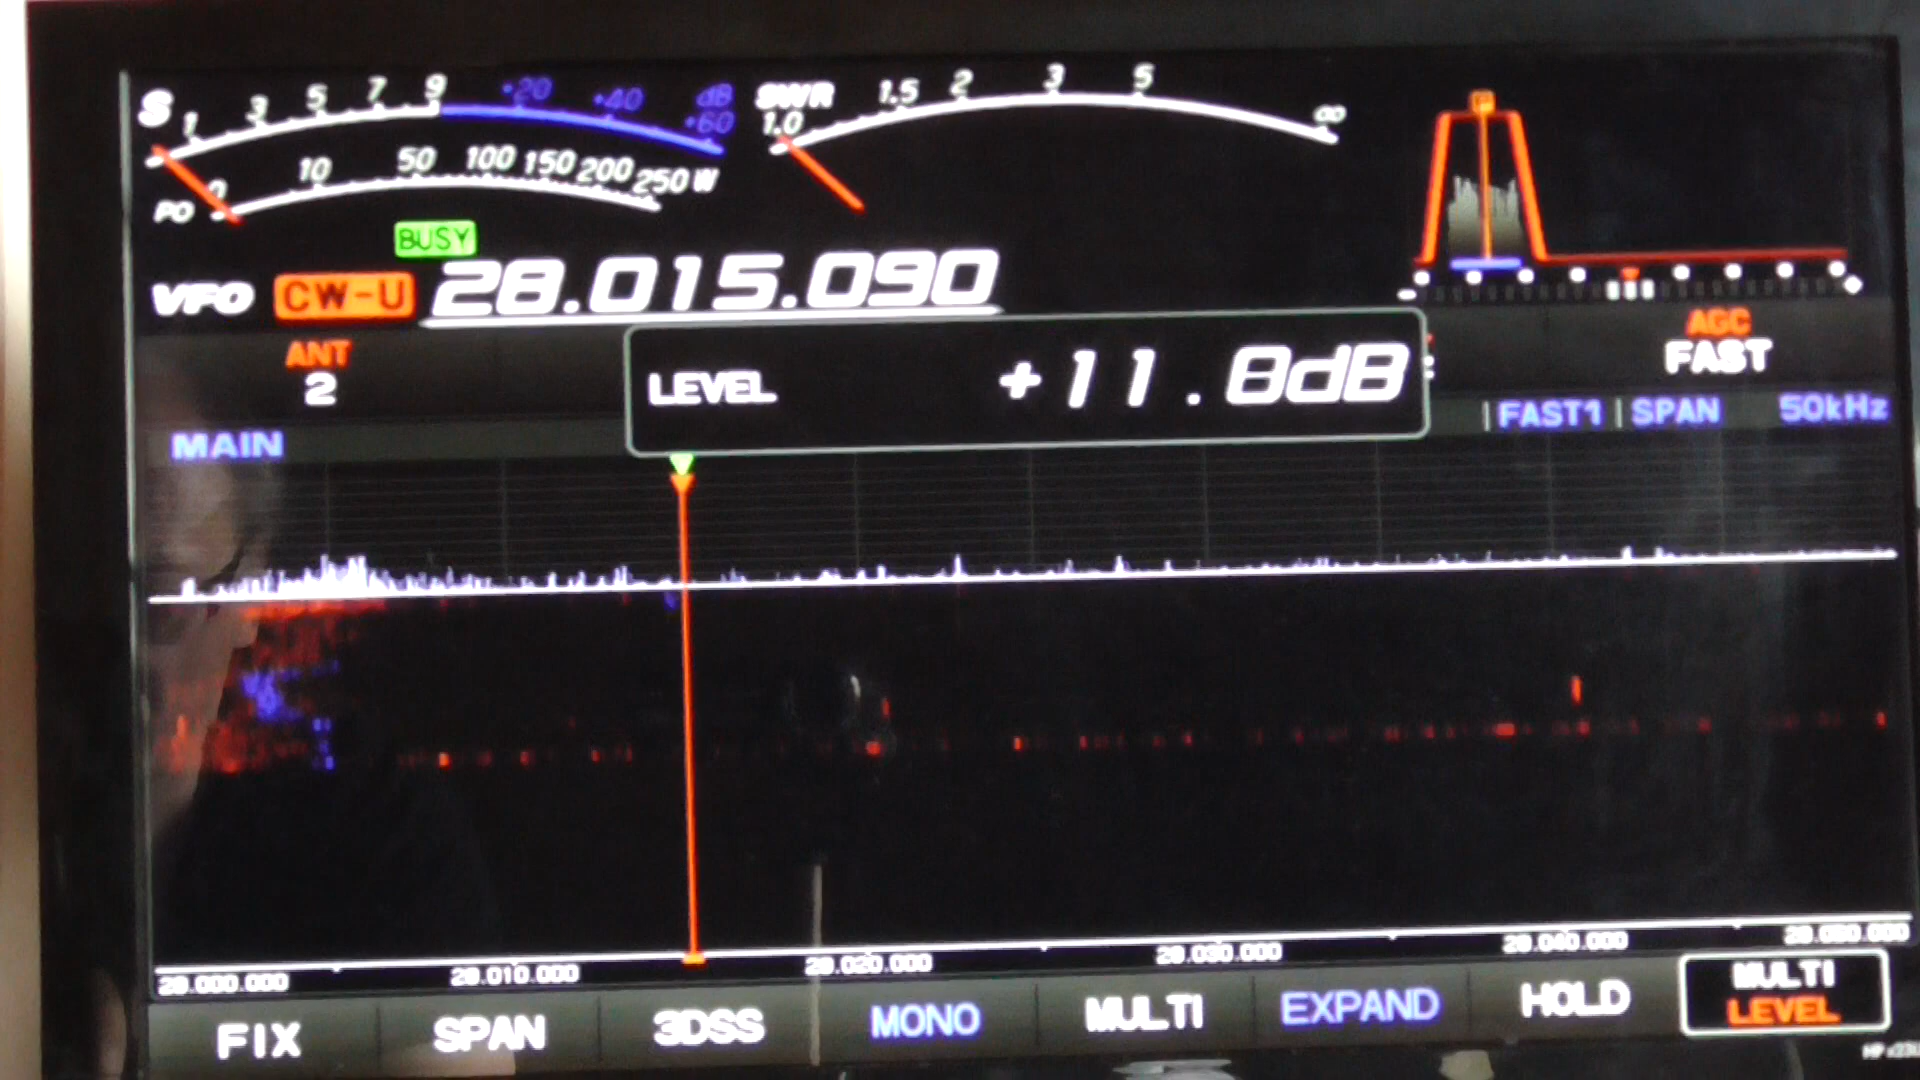 S 1 3 5 7 9 +20 +40 dB +60
SWR 1.0 1.5 2 3 5 ∞
PO 0 10 50 100 150 200 250 W
BUSY
VFO CW-U 28.015.090
ANT
2
LEVEL +11.8dB
AGC
FAST
MAIN
FAST1 SPAN 50kHz
28.000.000 28.010.000 28.020.000 28.030.000 28.040.000 28.050.000
FIX SPAN 3DSS MONO MULTI EXPAND HOLD MULTI
LEVEL